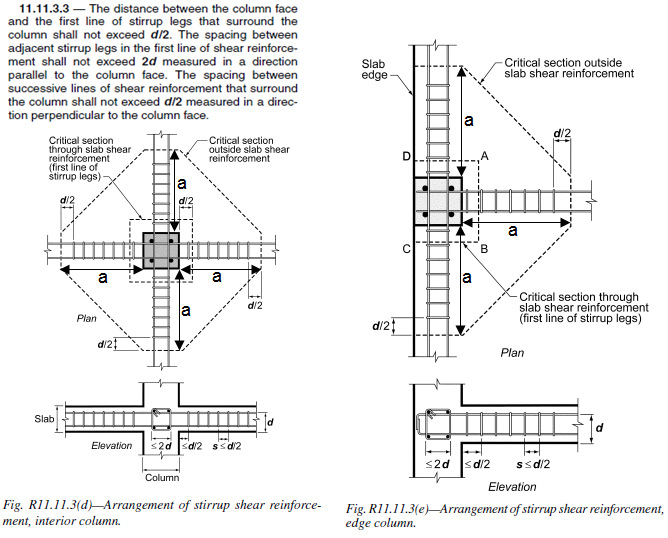 11.11.3.3 — The distance between the column face
and the first line of stirrup legs that surround the
column shall not exceed d/2. The spacing between
adjacent stirrup legs in the first line of shear reinforce-
ment shall not exceed 2d measured in a direction
parallel to the column face. The spacing between
successive lines of shear reinforcement that surround
the column shall not exceed d/2 measured in a direc-
tion perpendicular to the column face.
Critical section
through slab shear
reinforcement
(first line of
stirrup legs)
Critical section
outside slab shear
reinforcement
a
d/2
d/2
a
a
a
d/2
Plan
d/2
Slab
d
Elevation
≤2d
≤d/2
s≤d/2
Column
Fig. R11.11.3(d)—Arrangement of stirrup shear reinforce-
ment, interior column.
Slab
edge
Critical section outside
slab shear reinforcement
a
d/2
D
A
a
C
B
a
Critical section through
slab shear reinforcement
(first line of stirrup legs)
d/2
Plan
d
≤2d
≤d/2
s≤d/2
Elevation
Fig. R11.11.3(e)—Arrangement of stirrup shear reinforcement,
edge column.